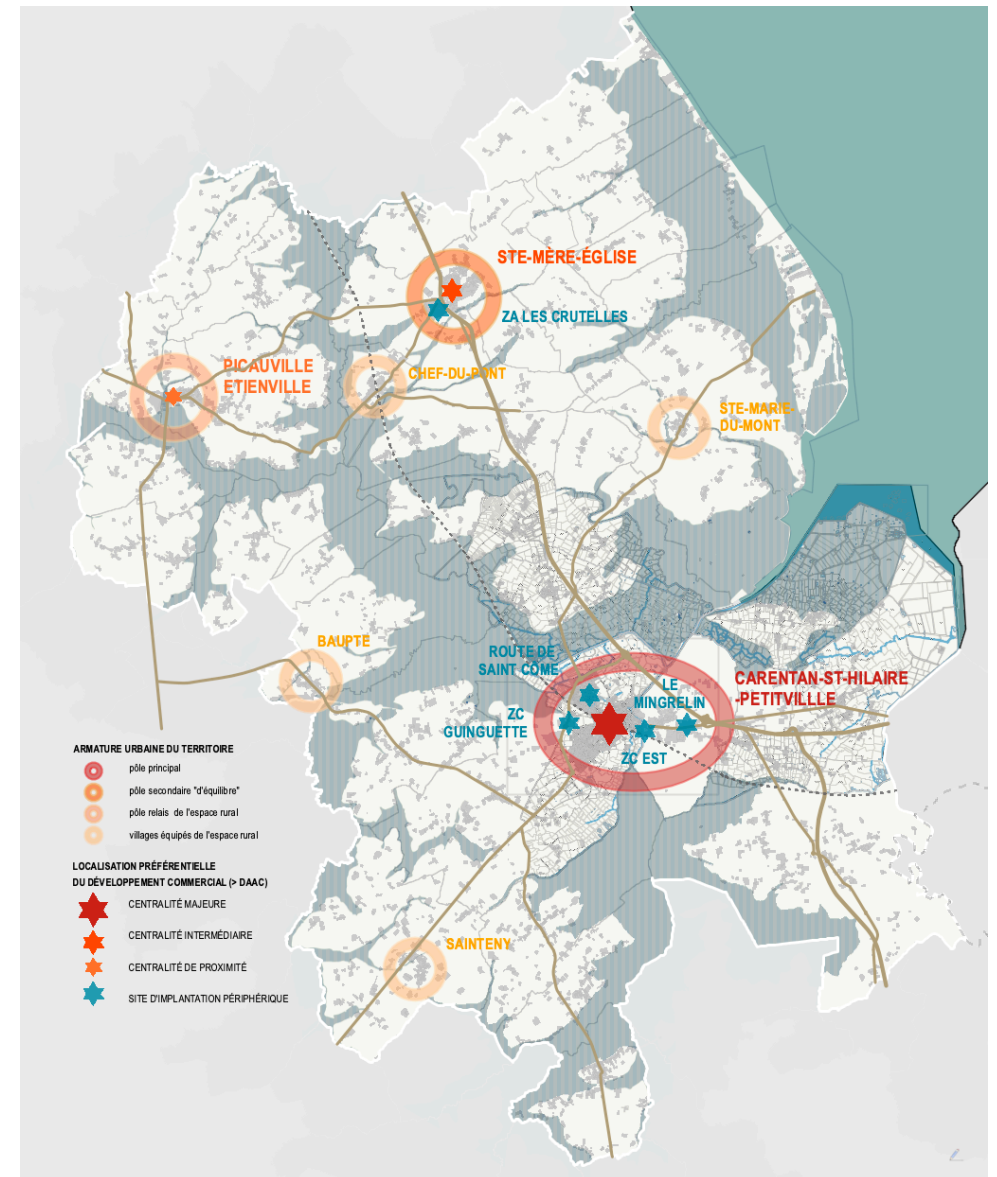 STE-MÈRE-ÉGLISE
ZA LES CRUTELLES
PICAUVILLE
ETIENVILLE
CHEF-DU-PONT
STE-MARIE-
DU-MONT
BAUPTE
ROUTE DE
SAINT CÔME
LE
MINGRELIN
CARENTAN-ST-HILAIRE
-PETITVILLLE
ZC
GUINGUETTE
ZC EST
SAINTENY
ARMATURE URBAINE DU TERRITOIRE
pôle principal
pôle secondaire "d'équilibre"
pôle relais de l'espace rural
villages équipés de l'espace rural
LOCALISATION PRÉFÉRENTIELLE
DU DÉVELOPPEMENT COMMERCIAL (> DAAC)
CENTRALITÉ MAJEURE
CENTRALITÉ INTERMÉDIAIRE
CENTRALITÉ DE PROXIMITÉ
SITE D'IMPLANTATION PÉRIPHÉRIQUE